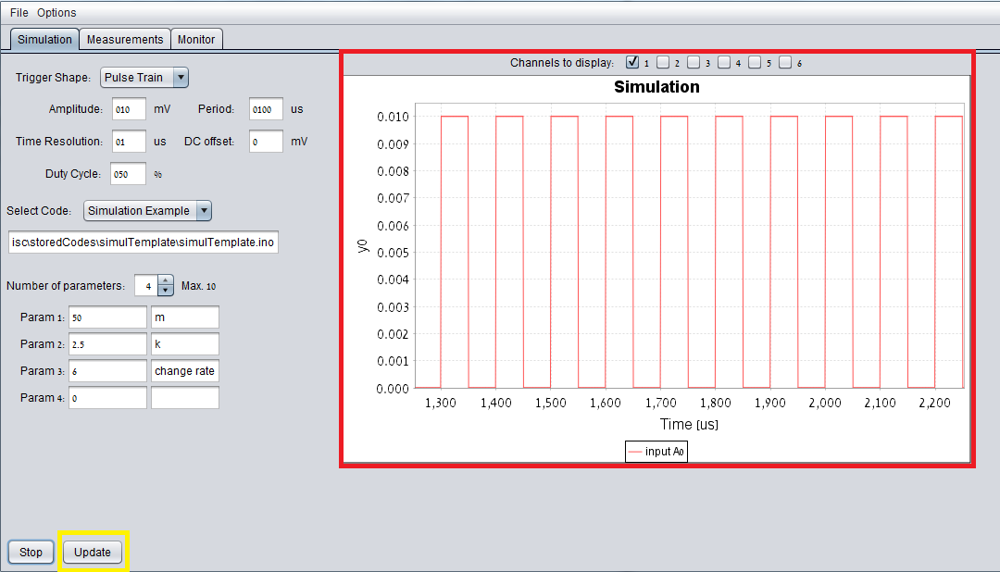 File Options
Simulation Measurements Monitor
Trigger Shape: Pulse Train
Amplitude: 010 mV Period: 0100 us
Time Resolution: 01 us DC offset: 0 mV
Duty Cycle: 050 %
Select Code: Simulation Example
isc\storedCodes\simulTemplate\simulTemplate.ino
Number of parameters: 4 Max. 10
Param 1: 50 m
Param 2: 2.5 k
Param 3: 6 change rate
Param 4: 0
Stop Update
Channels to display: 1 2 3 4 5 6
Simulation
0.010
0.009
0.008
0.007
0.006
0.005
0.004
0.003
0.002
0.001
0.000
y0
1,300 1,400 1,500 1,600 1,700 1,800 1,900 2,000 2,100 2,200
Time [us]
input A0